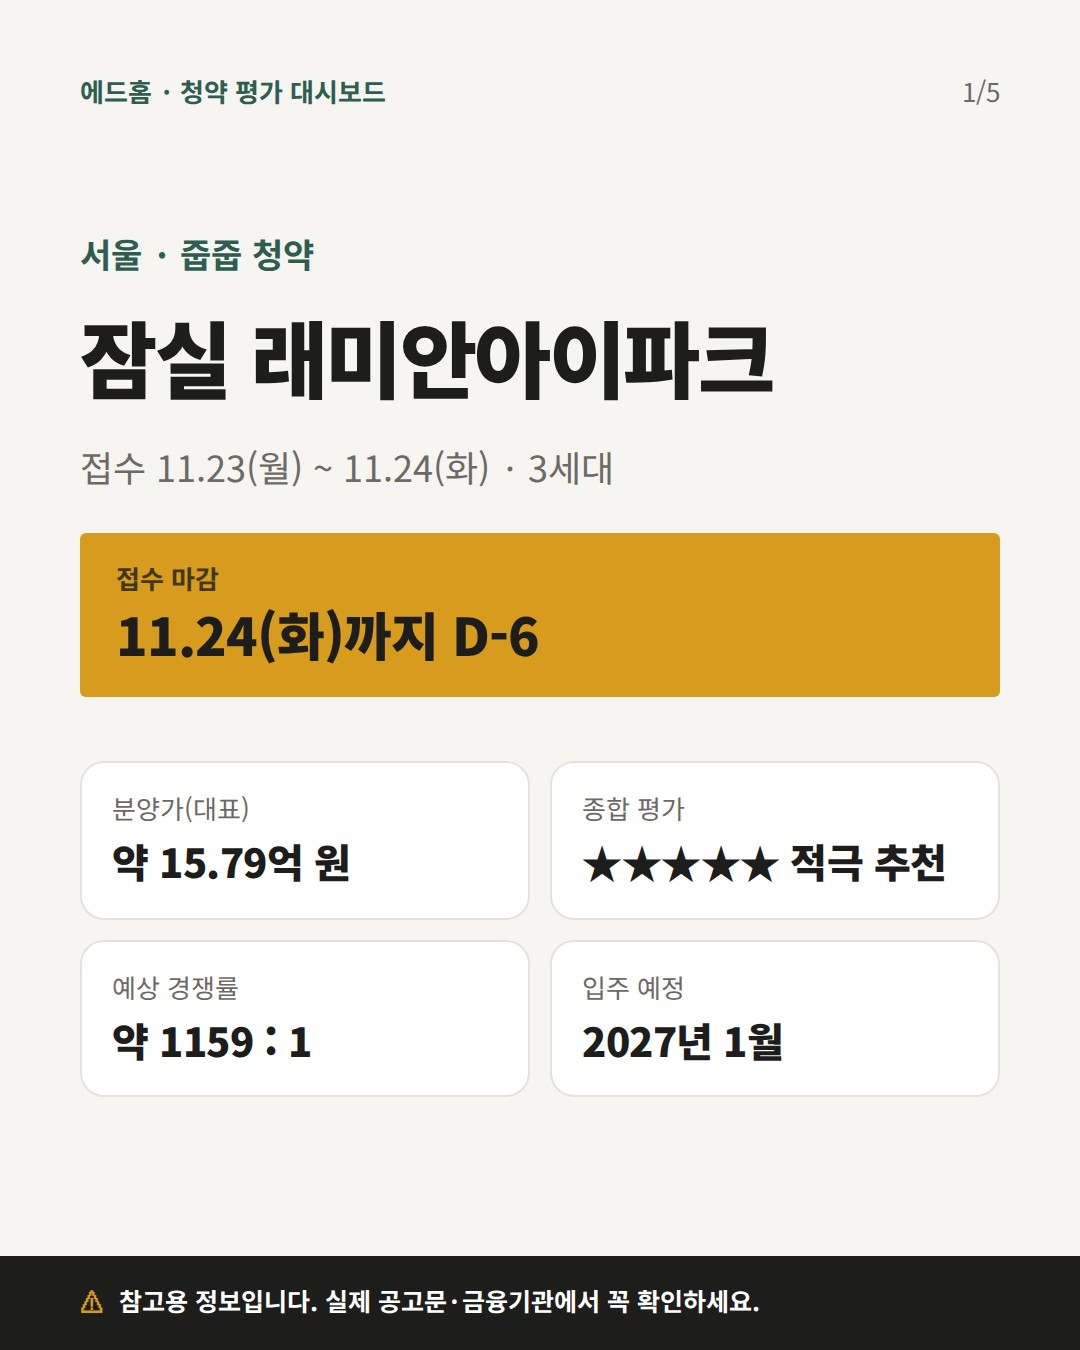 에드홈 · 청약 평가 대시보드
1/5
서울 · 줍줍 청약
잠실 래미안아이파크
접수 11.23(월) ~ 11.24(화) · 3세대
접수 마감
11.24(화)까지 D-6
분양가(대표)
약 15.79억 원
종합 평가
★★★★★ 적극 추천
예상 경쟁률
약 1159 : 1
입주 예정
2027년 1월
⚠ 참고용 정보입니다. 실제 공고문·금융기관에서 꼭 확인하세요.